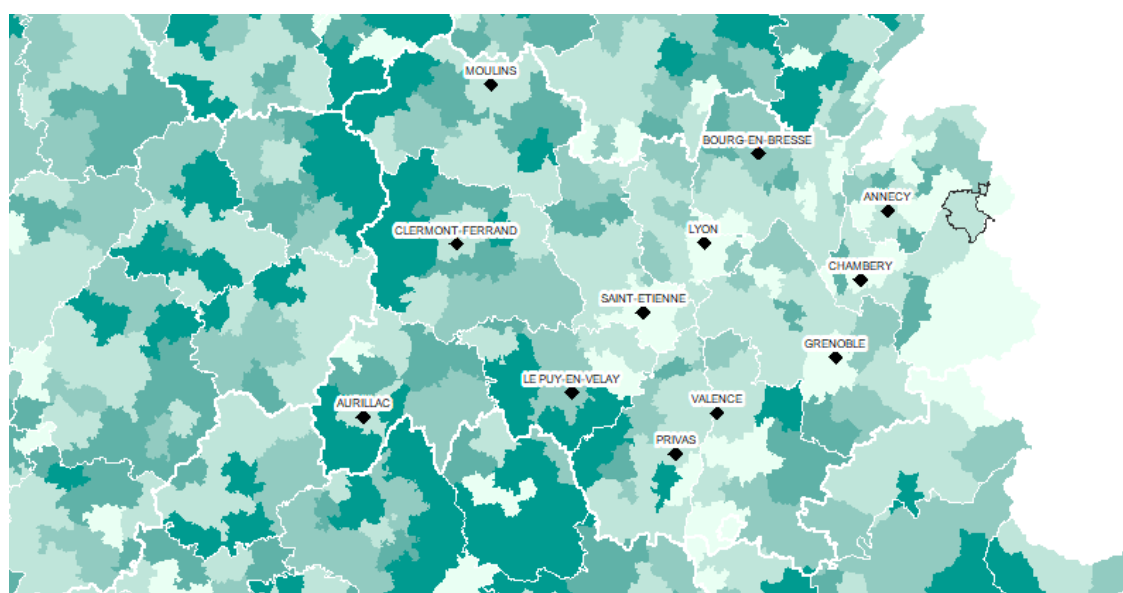 MOULINS
BOURG-EN-BRESSE
ANNECY
CLERMONT-FERRAND
LYON
CHAMBERY
SAINT-ETIENNE
GRENOBLE
LE PUY-EN-VELAY
AURILLAC
VALENCE
PRIVAS